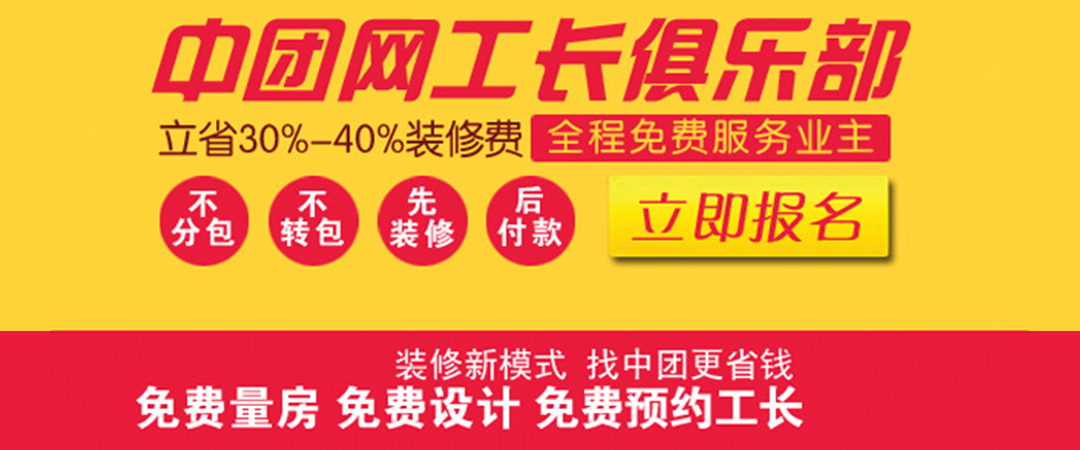 中团网工长俱乐部
立省30%-40%装修费 全程免费服务业主
不分包 不转包 先装修 后付款 立即报名
装修新模式 找中团更省钱
免费量房 免费设计 免费预约工长